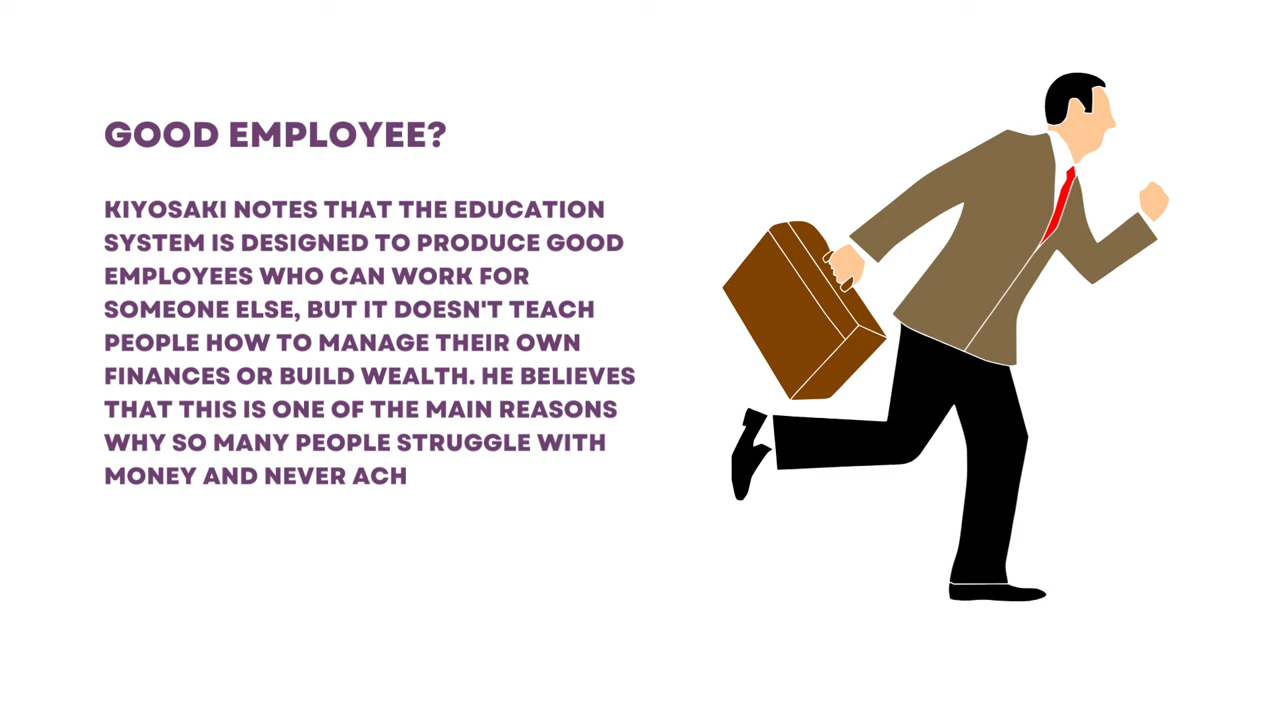 GOOD EMPLOYEE?
KIYOSAKI NOTES THAT THE EDUCATION
SYSTEM IS DESIGNED TO PRODUCE GOOD
EMPLOYEES WHO CAN WORK FOR
SOMEONE ELSE, BUT IT DOESN'T TEACH
PEOPLE HOW TO MANAGE THEIR OWN
FINANCES OR BUILD WEALTH. HE BELIEVES
THAT THIS IS ONE OF THE MAIN REASONS
WHY SO MANY PEOPLE STRUGGLE WITH
MONEY AND NEVER ACH